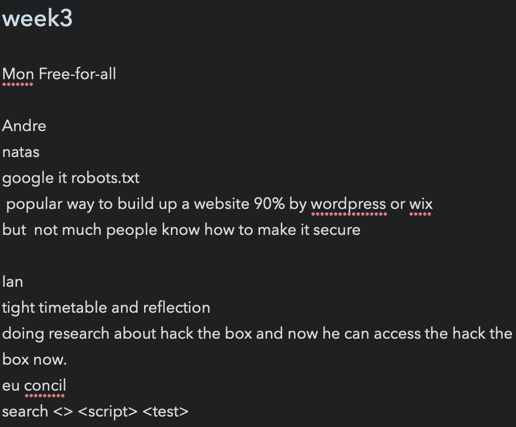 week3
Mon Free-for-all
Andre
natas
google it robots.txt
popular way to build up a website 90% by wordpress or wix
but  not much people know how to make it secure
Ian
tight timetable and reflection
doing research about hack the box and now he can access the hack the
box now.
eu concil
search <> <script> <test>